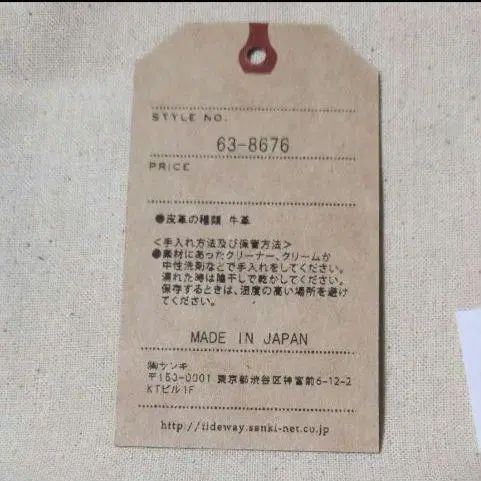 STYLE NO.
63-8676
PRICE
●皮革の種類 牛革
<手入れ方法及び保管方法>
●素材にあったクリーナー、クリームか
中性洗剤などで手入れをしてください。
濡れた時は陰干しで乾かしてください。
保存するときは、湿度の高い場所を避け
てください。
MADE IN JAPAN
㈱サンキ
〒150-0001 東京都渋谷区神宮前6-12-2
KTビル1F
http://tideway.sanki-net.co.jp